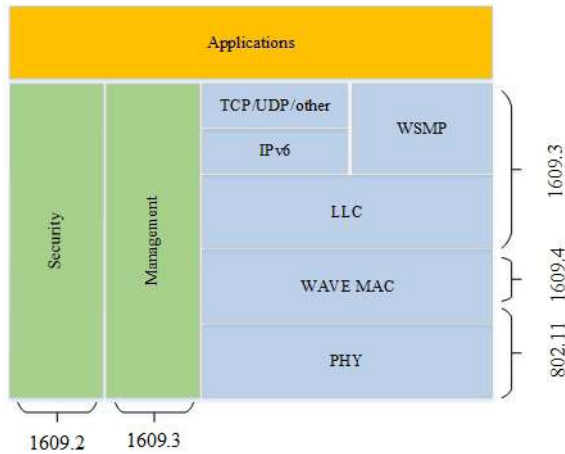 Applications
Security
Management
TCP/UDP/other
IPv6
WSMP
LLC
WAVE MAC
PHY
1609.3
1609.4
802.11
1609.2
1609.3